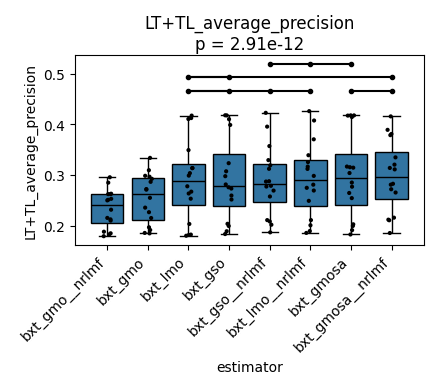 LT+TL_average_precision
p = 2.91e-12
LT+TL_average_precision
0.5
0.4
0.3
0.2
bxt_gmo__nrlmf
bxt_gmo
bxt_lmo
bxt_gso
bxt_gso__nrlmf
bxt_lmo__nrlmf
bxt_gmosa
bxt_gmosa__nrlmf
estimator